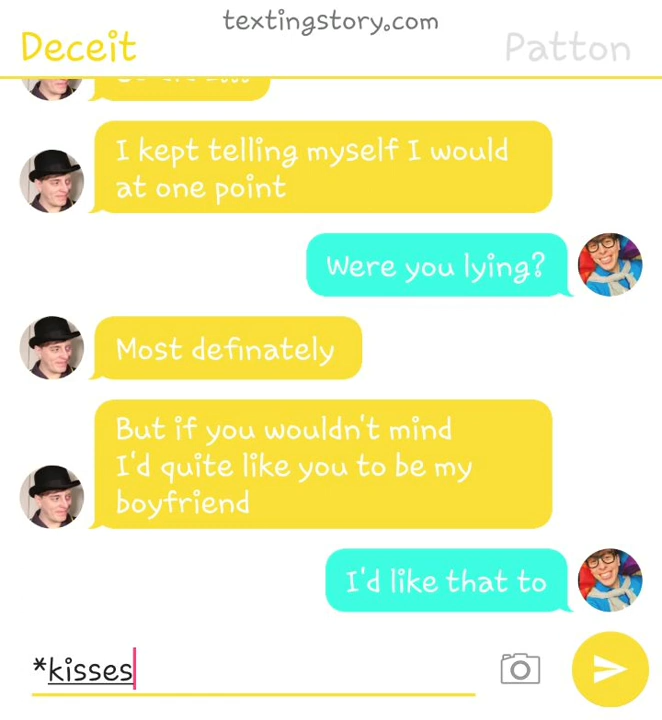 textingstory.com
Deceit
Patton
I kept telling myself I would
at one point
Were you lying?
Most definately
But if you wouldn't mind
I'd quite like you to be my
boyfriend
I'd like that to
*kisses